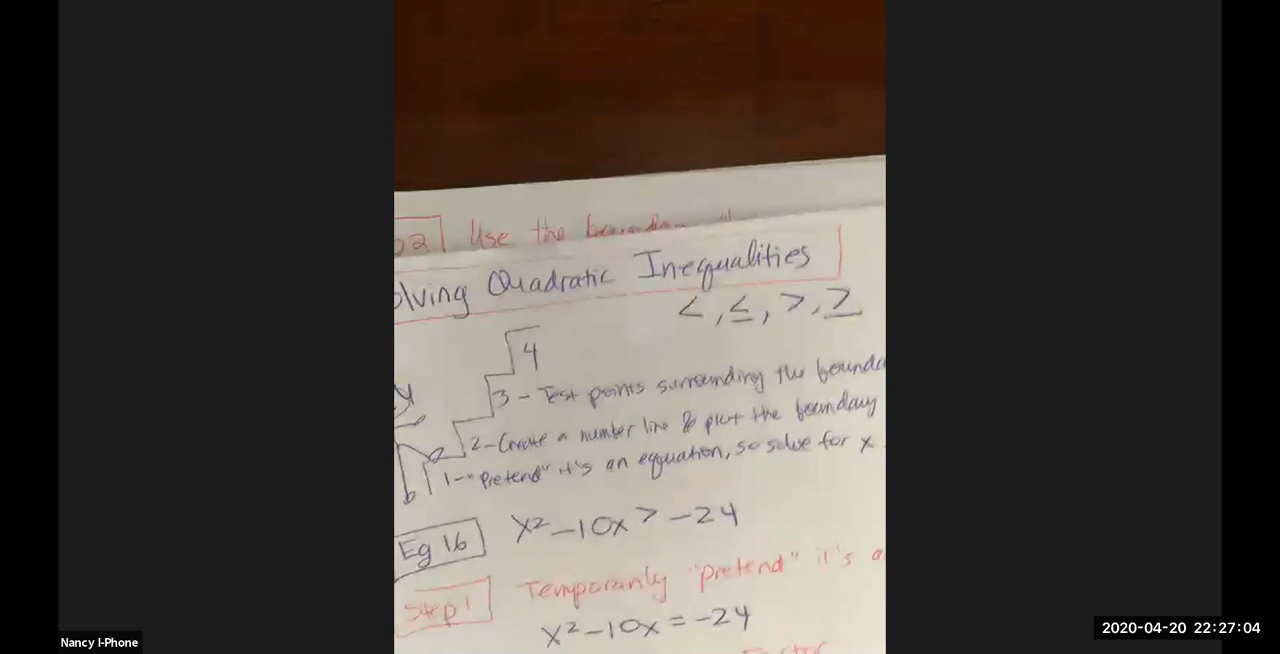 Use the
olving Quadratic Inequalities
<, ≤, >, ≥
4
3 - Test points surrounding the bounda
2 - Create a number line & plot the boundary
1 - "Pretend" it's an equation, so solve for x
Eg 16 x² - 10x > -24
Step 1 Temporarily "pretend" it's a
x² - 10x = -24
Factor
Nancy I-Phone
2020-04-20 22:27:04